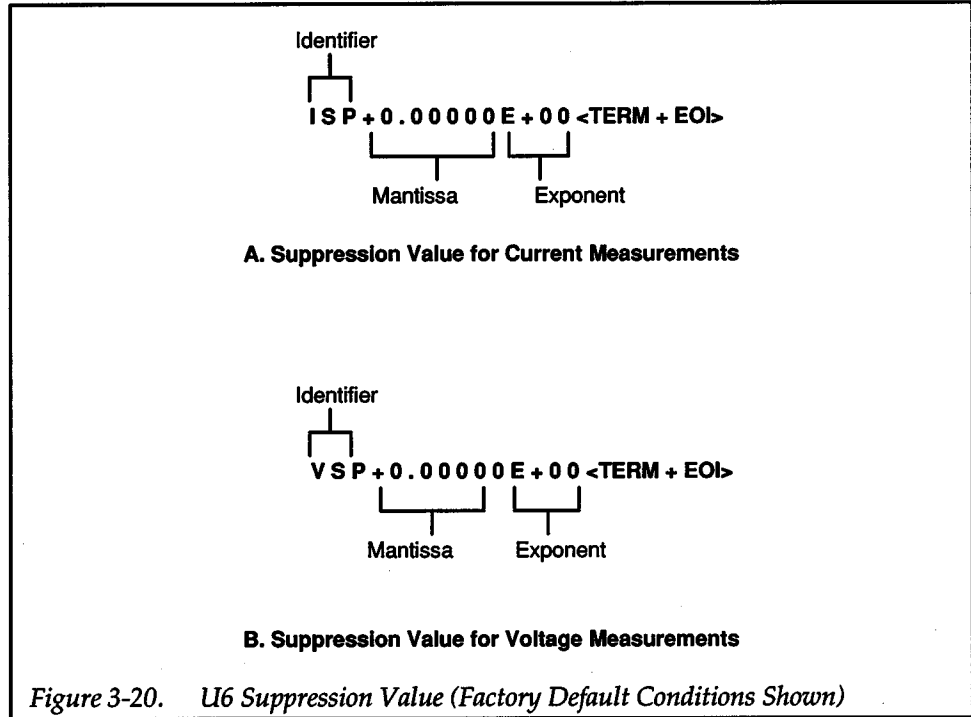 Identifier
ISP+0.00000E+00 <TERM + EOI>
Mantissa Exponent
A. Suppression Value for Current Measurements
Identifier
VSP+0.00000E+00 <TERM + EOI>
Mantissa Exponent
B. Suppression Value for Voltage Measurements
Figure 3-20. U6 Suppression Value (Factory Default Conditions Shown)